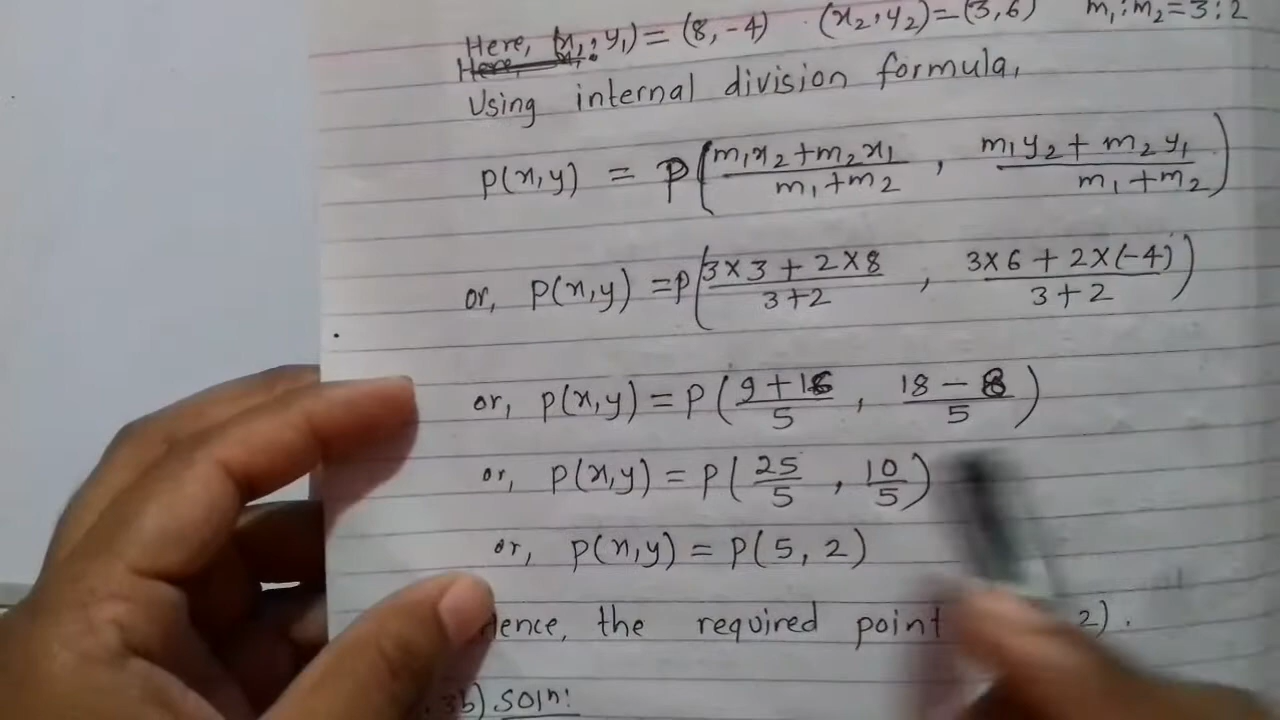 Here, (x₁, y₁) = (8, -4) (x₂, y₂) = (3, 6) m₁:m₂ = 3:2
Using internal division formula,
P(x,y) = P(m₁x₂+m₂x₁/m₁+m₂ , m₁y₂+m₂y₁/m₁+m₂)
or, P(x,y) = P(3×3+2×8/3+2 , 3×6+2×(-4)/3+2)
or, P(x,y) = P(9+16/5 , 18-8/5)
or, P(x,y) = P(25/5 , 10/5)
or, P(x,y) = P(5, 2)
Hence, the required point 2).
3b) Soln: